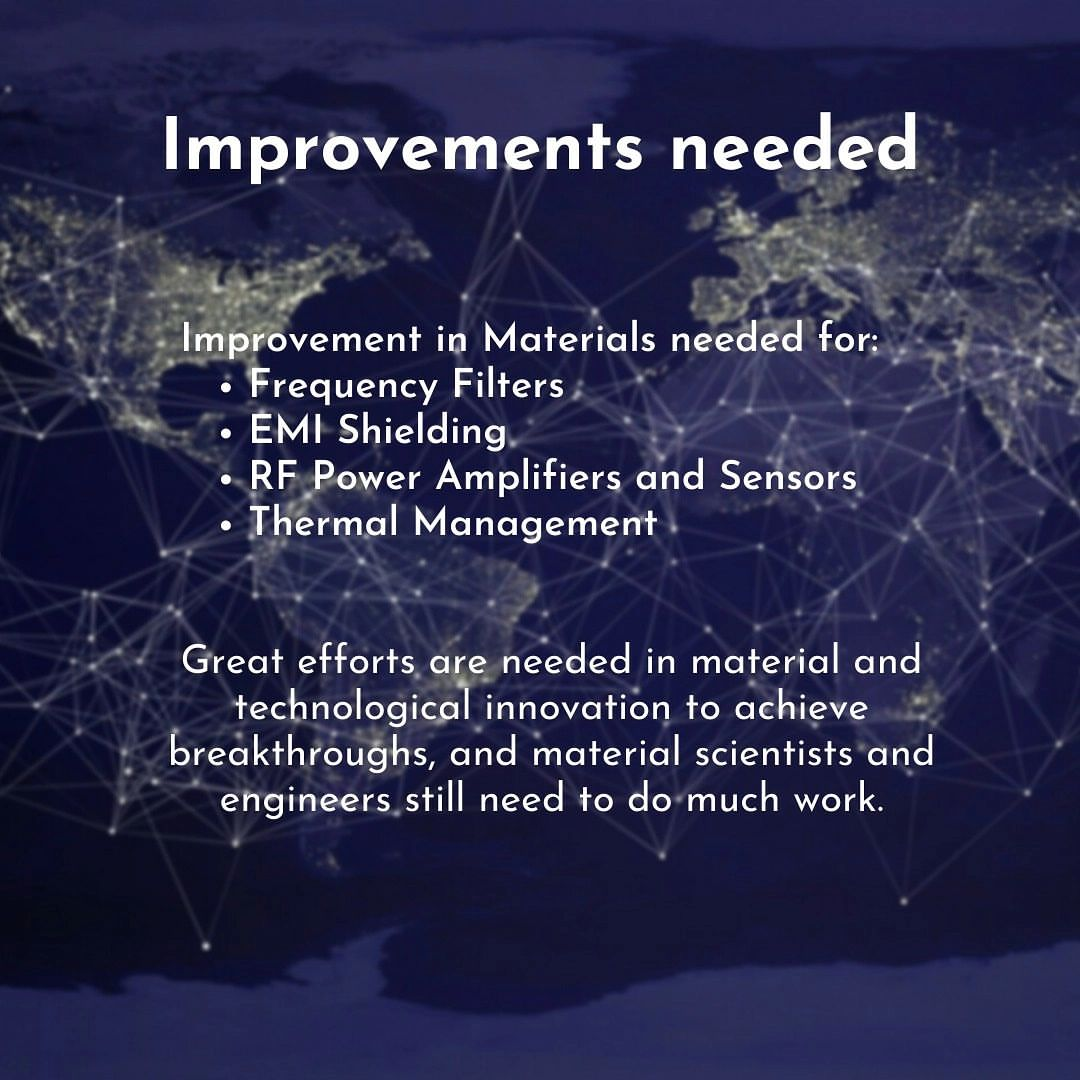 Improvements needed
Improvement in Materials needed for:
• Frequency Filters
• EMI Shielding
• RF Power Amplifiers and Sensors
• Thermal Management
Great efforts are needed in material and
technological innovation to achieve
breakthroughs, and material scientists and
engineers still need to do much work.